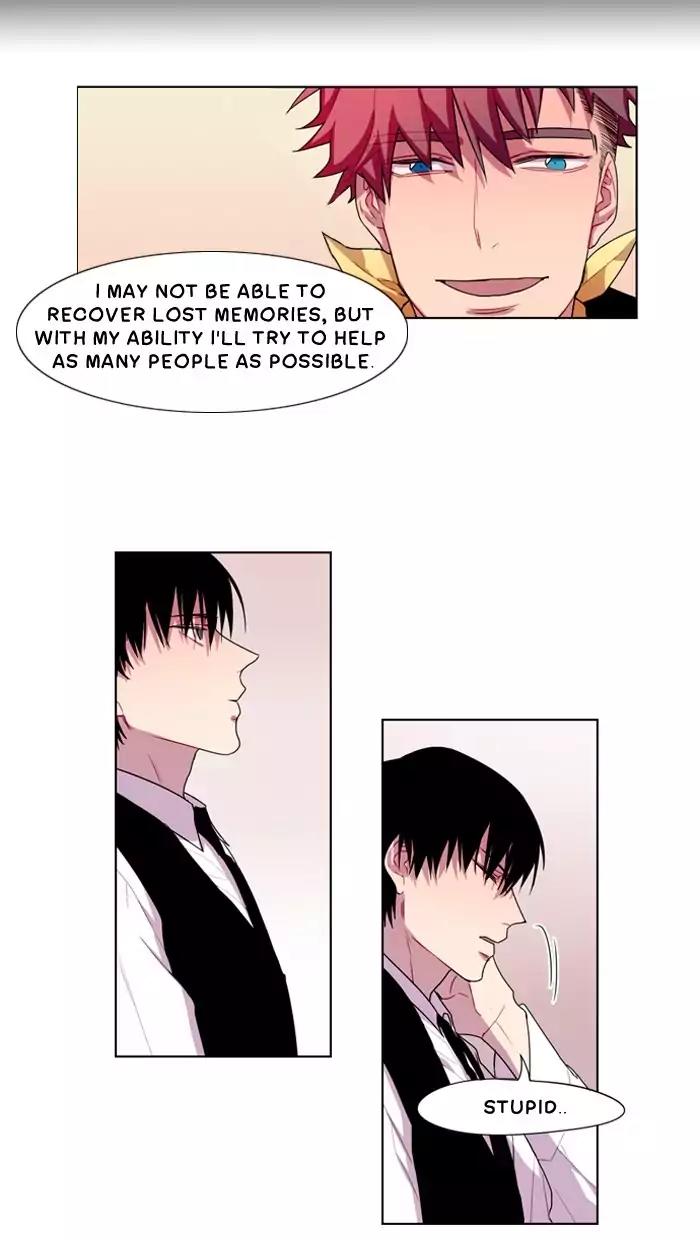 I MAY NOT BE ABLE TO
RECOVER LOST MEMORIES, BUT
WITH MY ABILITY I'LL TRY TO HELP
AS MANY PEOPLE AS POSSIBLE.
STUPID..